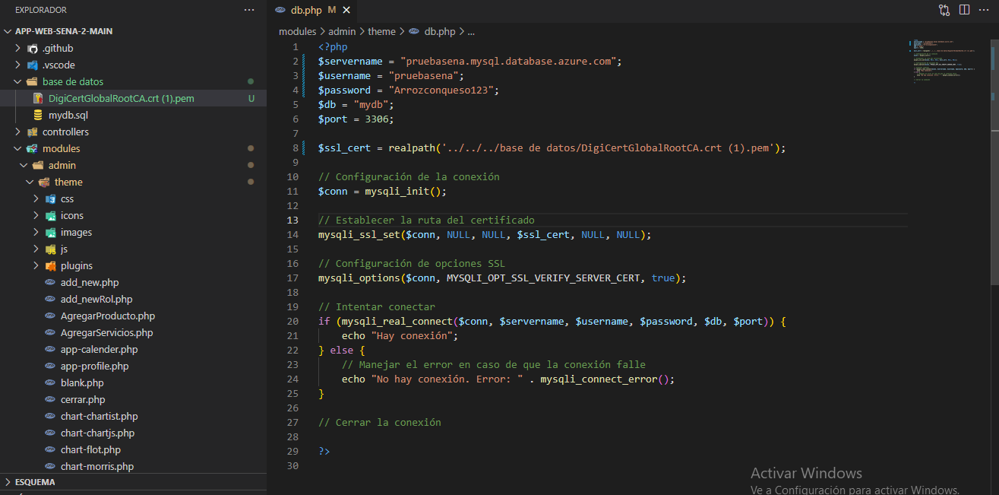 EXPLORADOR
APP-WEB-SENA-2-MAIN
.github
.vscode
base de datos
DigiCertGlobalRootCA.crt (1).pem U
mydb.sql
controllers
modules
admin
theme
css
icons
images
js
plugins
add_new.php
add_newRol.php
AgregarProducto.php
AgregarServicios.php
app-calender.php
app-profile.php
blank.php
cerrar.php
chart-chartist.php
chart-chartjs.php
chart-flot.php
chart-morris.php
ESQUEMA
db.php M
modules > admin > theme > db.php > ...
1 <?php
2 $servername = "pruebasena.mysql.database.azure.com";
3 $username = "pruebasena";
4 $password = "Arrozconqueso123";
5 $db = "mydb";
6 $port = 3306;
7
8 $ssl_cert = realpath('../../../base de datos/DigiCertGlobalRootCA.crt (1).pem');
9
10 // Configuración de la conexión
11 $conn = mysqli_init();
12
13 // Establecer la ruta del certificado
14 mysqli_ssl_set($conn, NULL, NULL, $ssl_cert, NULL, NULL);
15
16 // Configuración de opciones SSL
17 mysqli_options($conn, MYSQLI_OPT_SSL_VERIFY_SERVER_CERT, true);
18
19 // Intentar conectar
20 if (mysqli_real_connect($conn, $servername, $username, $password, $db, $port)) {
21 echo "Hay conexión";
22 } else {
23 // Manejar el error en caso de que la conexión falle
24 echo "No hay conexión. Error: " . mysqli_connect_error();
25 }
26
27 // Cerrar la conexión
28
29 ?>
30
Activar Windows
Ve a Configuración para activar Windows.